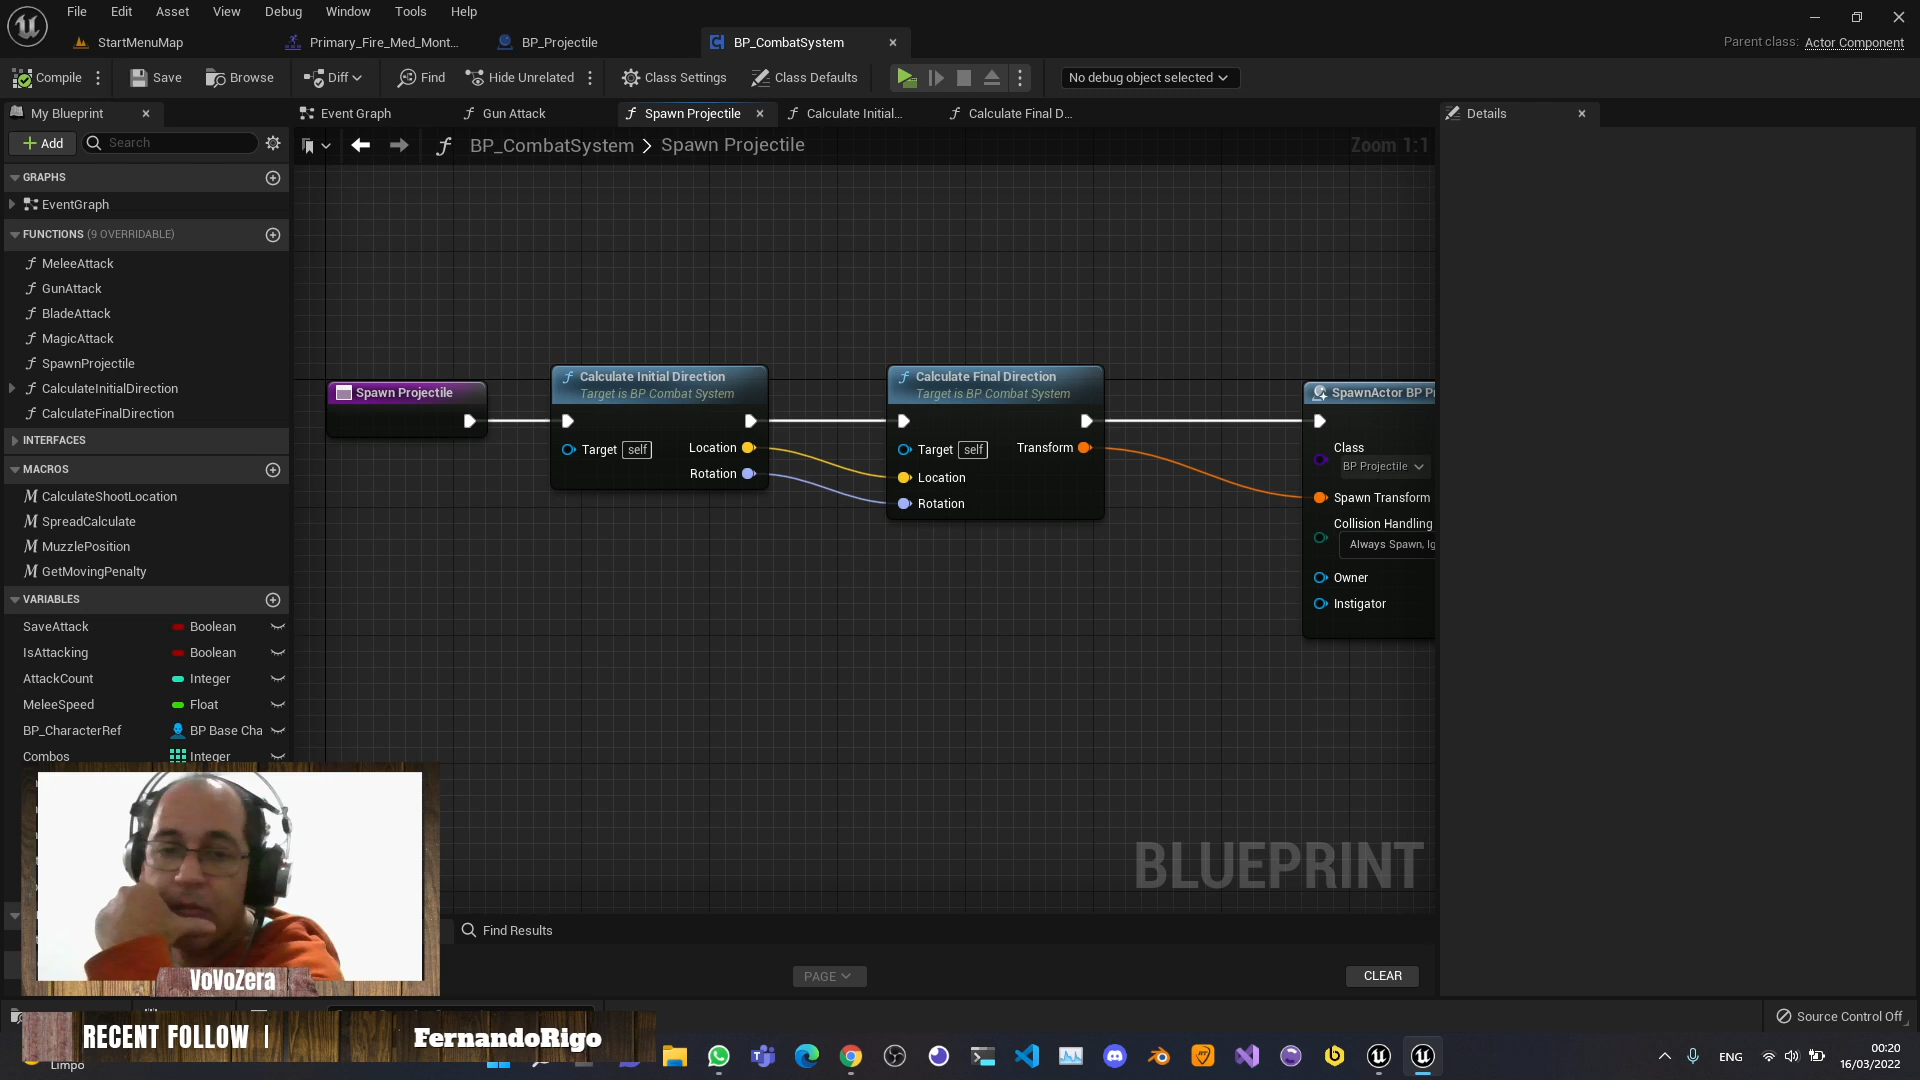 File Edit Asset View Debug Window Tools Help
StartMenuMap Primary_Fire_Med_Mont... BP_Projectile BP_CombatSystem
Parent class: Actor Component
Compile Save Browse Diff Find Hide Unrelated Class Settings Class Defaults No debug object selected
My Blueprint
Event Graph Gun Attack Spawn Projectile Calculate Initial... Calculate Final D...
Details
Add Search
BP_CombatSystem > Spawn Projectile
Zoom 1:1
GRAPHS
EventGraph
FUNCTIONS (9 OVERRIDABLE)
MeleeAttack
GunAttack
BladeAttack
MagicAttack
SpawnProjectile
CalculateInitialDirection
CalculateFinalDirection
INTERFACES
MACROS
CalculateShootLocation
SpreadCalculate
MuzzlePosition
GetMovingPenalty
VARIABLES
SaveAttack Boolean
IsAttacking Boolean
AttackCount Integer
MeleeSpeed Float
BP_CharacterRef BP Base Cha
Combos Integer
Spawn Projectile
Calculate Initial Direction
Target is BP Combat System
Target self
Location
Rotation
Calculate Final Direction
Target is BP Combat System
Target self
Transform
Location
Rotation
SpawnActor BP Pr
Class
BP Projectile
Spawn Transform
Collision Handling
Always Spawn, Ig
Owner
Instigator
BLUEPRINT
Find Results
PAGE
CLEAR
VoVoZera
RECENT FOLLOW | FernandoRigo
Limpo
Source Control Off
ENG
00:20
16/03/2022